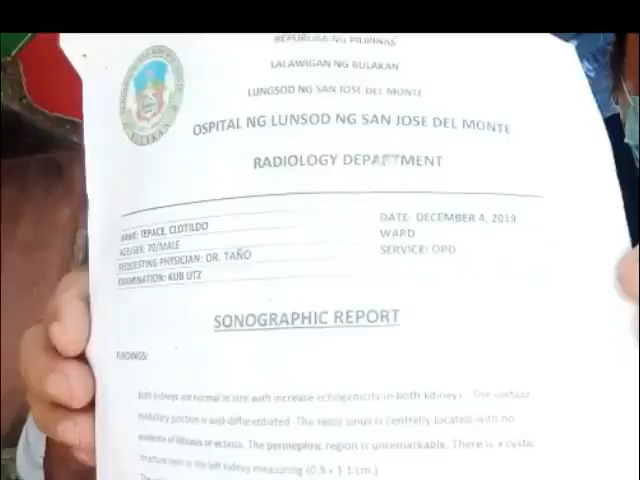 REPUBLIKA NG PILIPINAS
LALAWIGAN NG BULAKAN
LUNGSOD NG SAN JOSE DEL MONTE
OSPITAL NG LUNSOD NG SAN JOSE DEL MONTE
RADIOLOGY DEPARTMENT
NAME: TEPACE, CLOTILDO
AGE/SEX: 70/MALE
REQUESTING PHYSICIAN: DR. TAÑO
EXAMINATION: KUB UTZ
DATE: DECEMBER 4, 2019
WARD:
SERVICE: OPD
SONOGRAPHIC REPORT
FINDINGS:
Both kidneys are normal in size with increase echogenicity in both kidneys. The cortico
medullary junction is well-differentiated. The renal sinus is centrally located with no
evidence of lithiasis or ectasia. The perinephric region is unremarkable. There is a cystic
structure seen in the left kidney measuring (0.9 x 1.1 cm.)